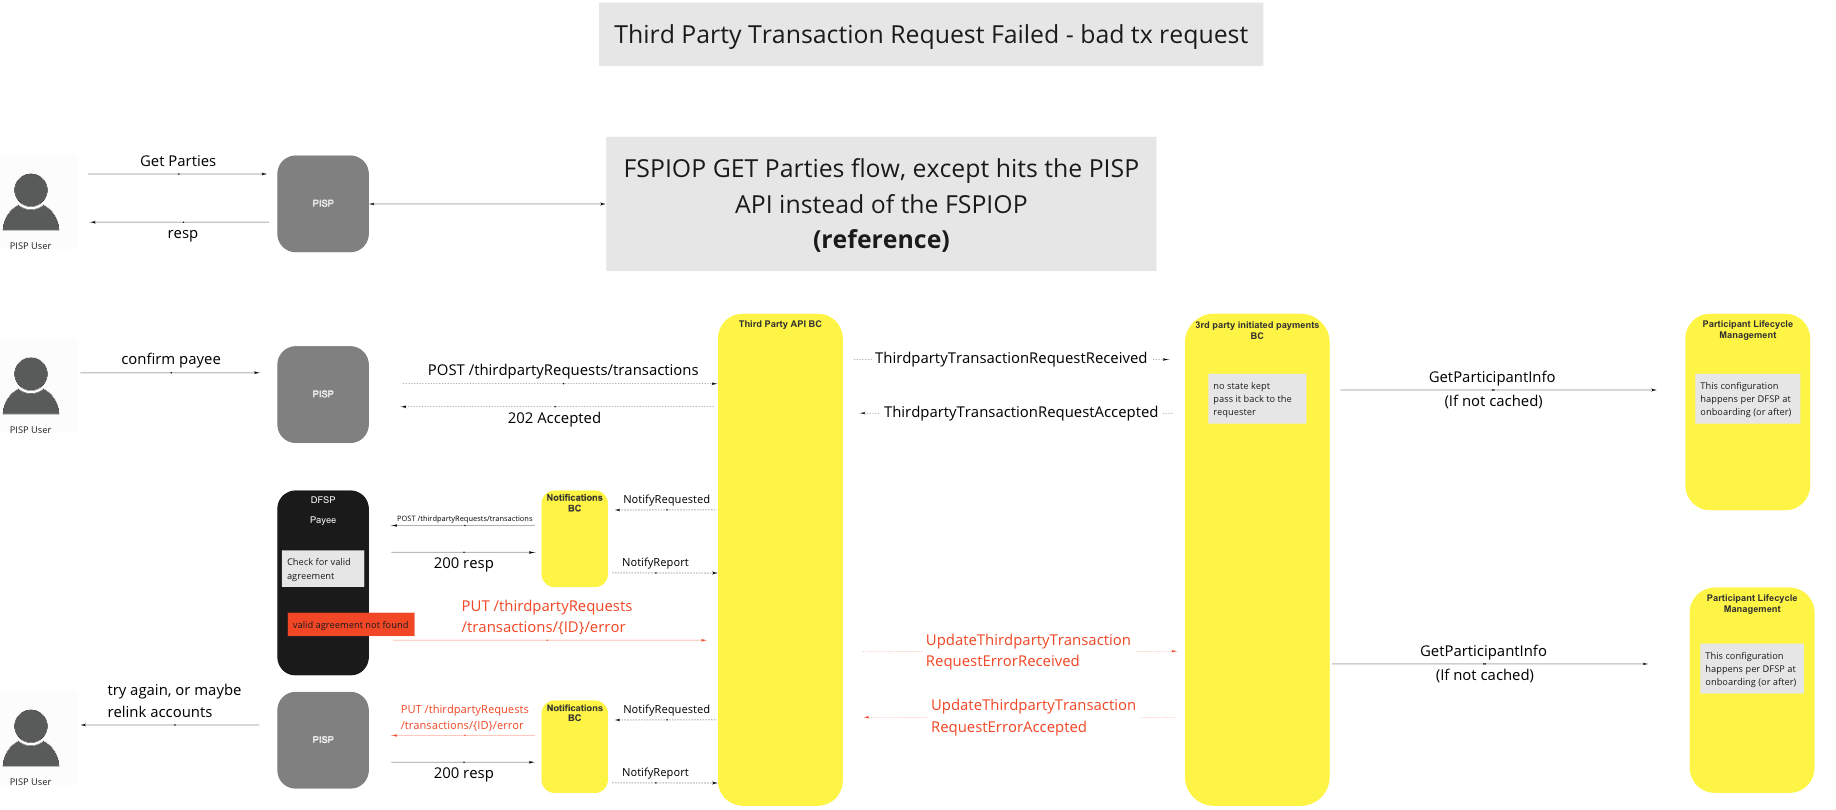 Third Party Transaction Request Failed - bad tx request
Get Parties
resp
PISP User
PISP
FSPIOP GET Parties flow, except hits the PISP
API instead of the FSPIOP
(reference)
confirm payee
PISP User
PISP
POST /thirdpartyRequests/transactions
202 Accepted
Third Party API BC
ThirdpartyTransactionRequestReceived
ThirdpartyTransactionRequestAccepted
3rd party initiated payments
BC
no state kept
pass it back to the
requester
GetParticipantInfo
(If not cached)
Participant Lifecycle
Management
This configuration
happens per DFSP at
onboarding (or after)
DFSP
Payee
Check for valid
agreement
valid agreement not found
POST /thirdpartyRequests/transactions
200 resp
Notifications
BC
NotifyRequested
NotifyReport
PUT /thirdpartyRequests
/transactions/{ID}/error
UpdateThirdpartyTransaction
RequestErrorReceived
GetParticipantInfo
(If not cached)
Participant Lifecycle
Management
This configuration
happens per DFSP at
onboarding (or after)
try again, or maybe
relink accounts
PISP User
PISP
PUT /thirdpartyRequests
/transactions/{ID}/error
200 resp
Notifications
BC
NotifyRequested
NotifyReport
UpdateThirdpartyTransaction
RequestErrorAccepted